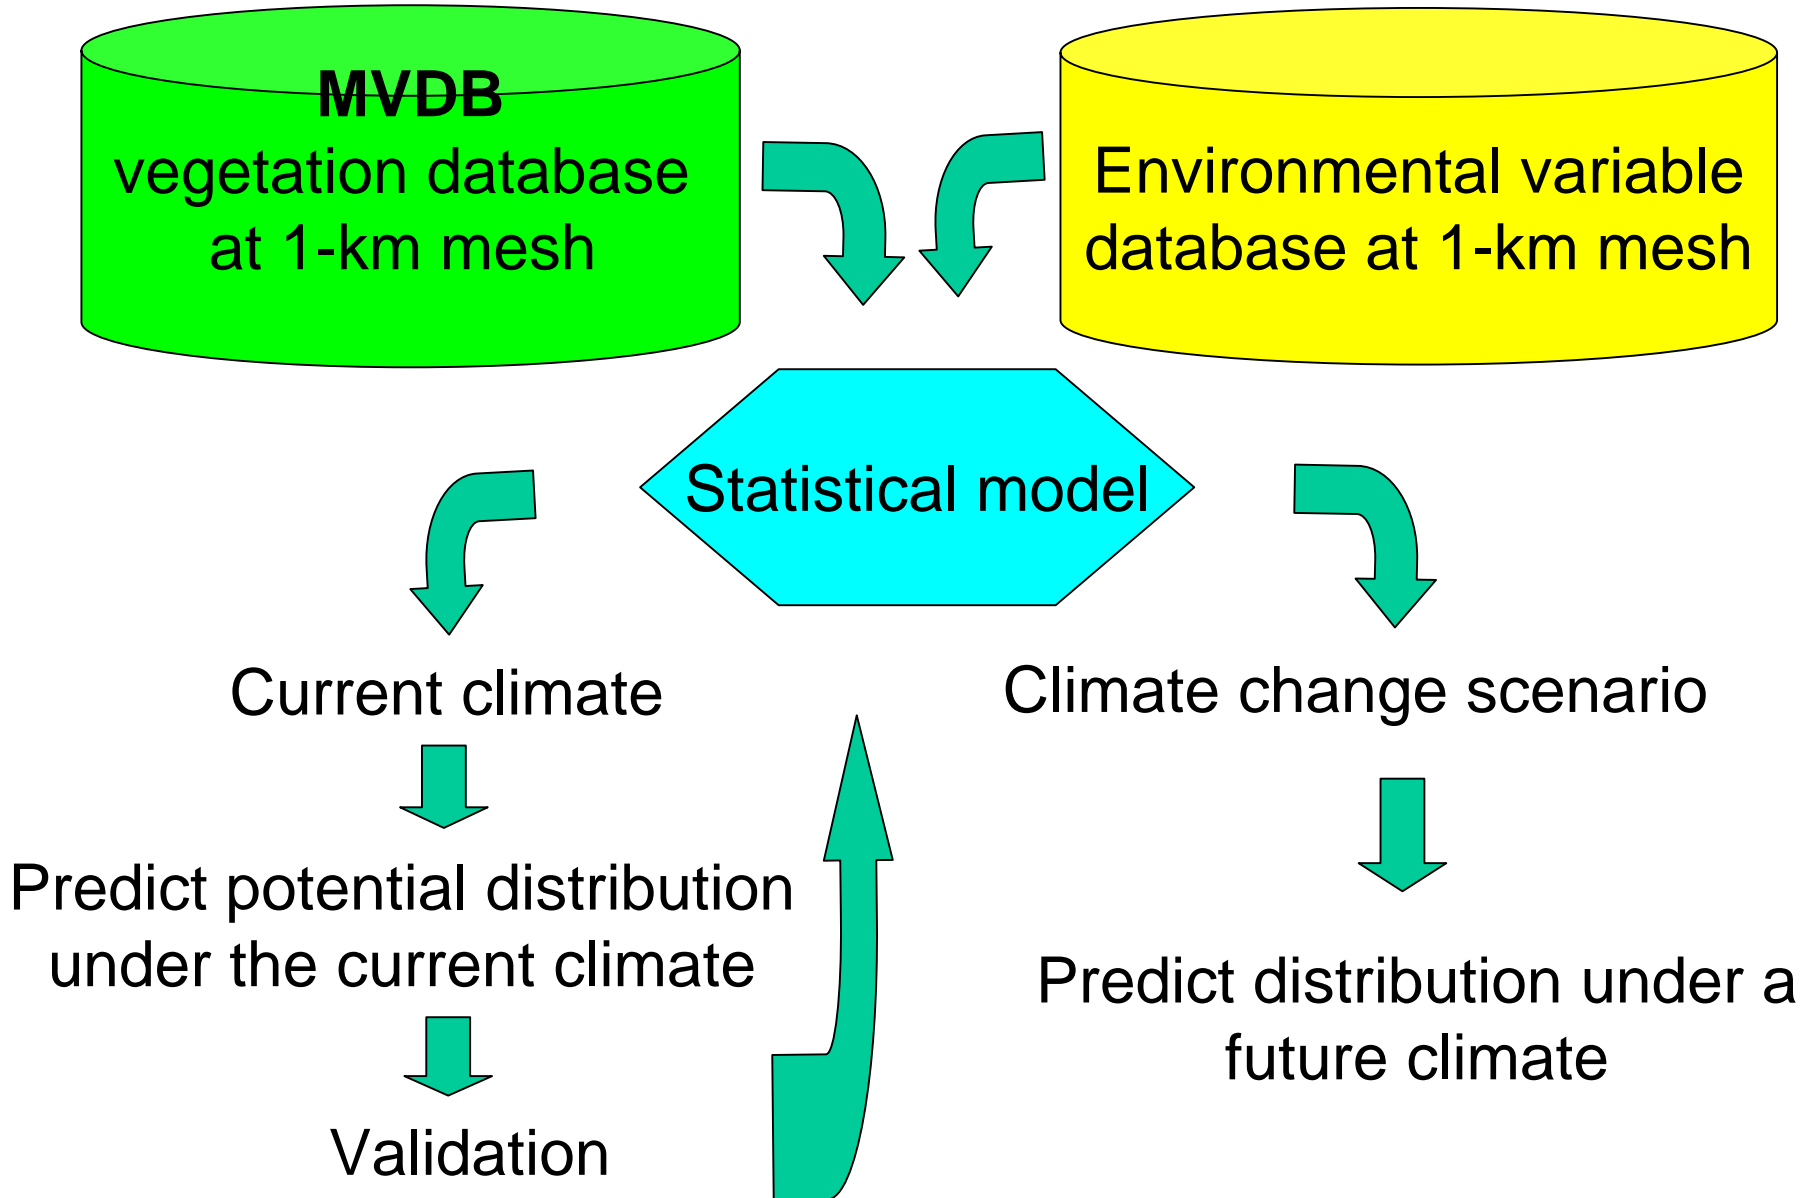 MVDB
vegetation database
at 1-km mesh
Environmental variable
database at 1-km mesh
Statistical model
Current climate
Climate change scenario
Predict potential distribution
under the current climate
Predict distribution under a
future climate
Validation